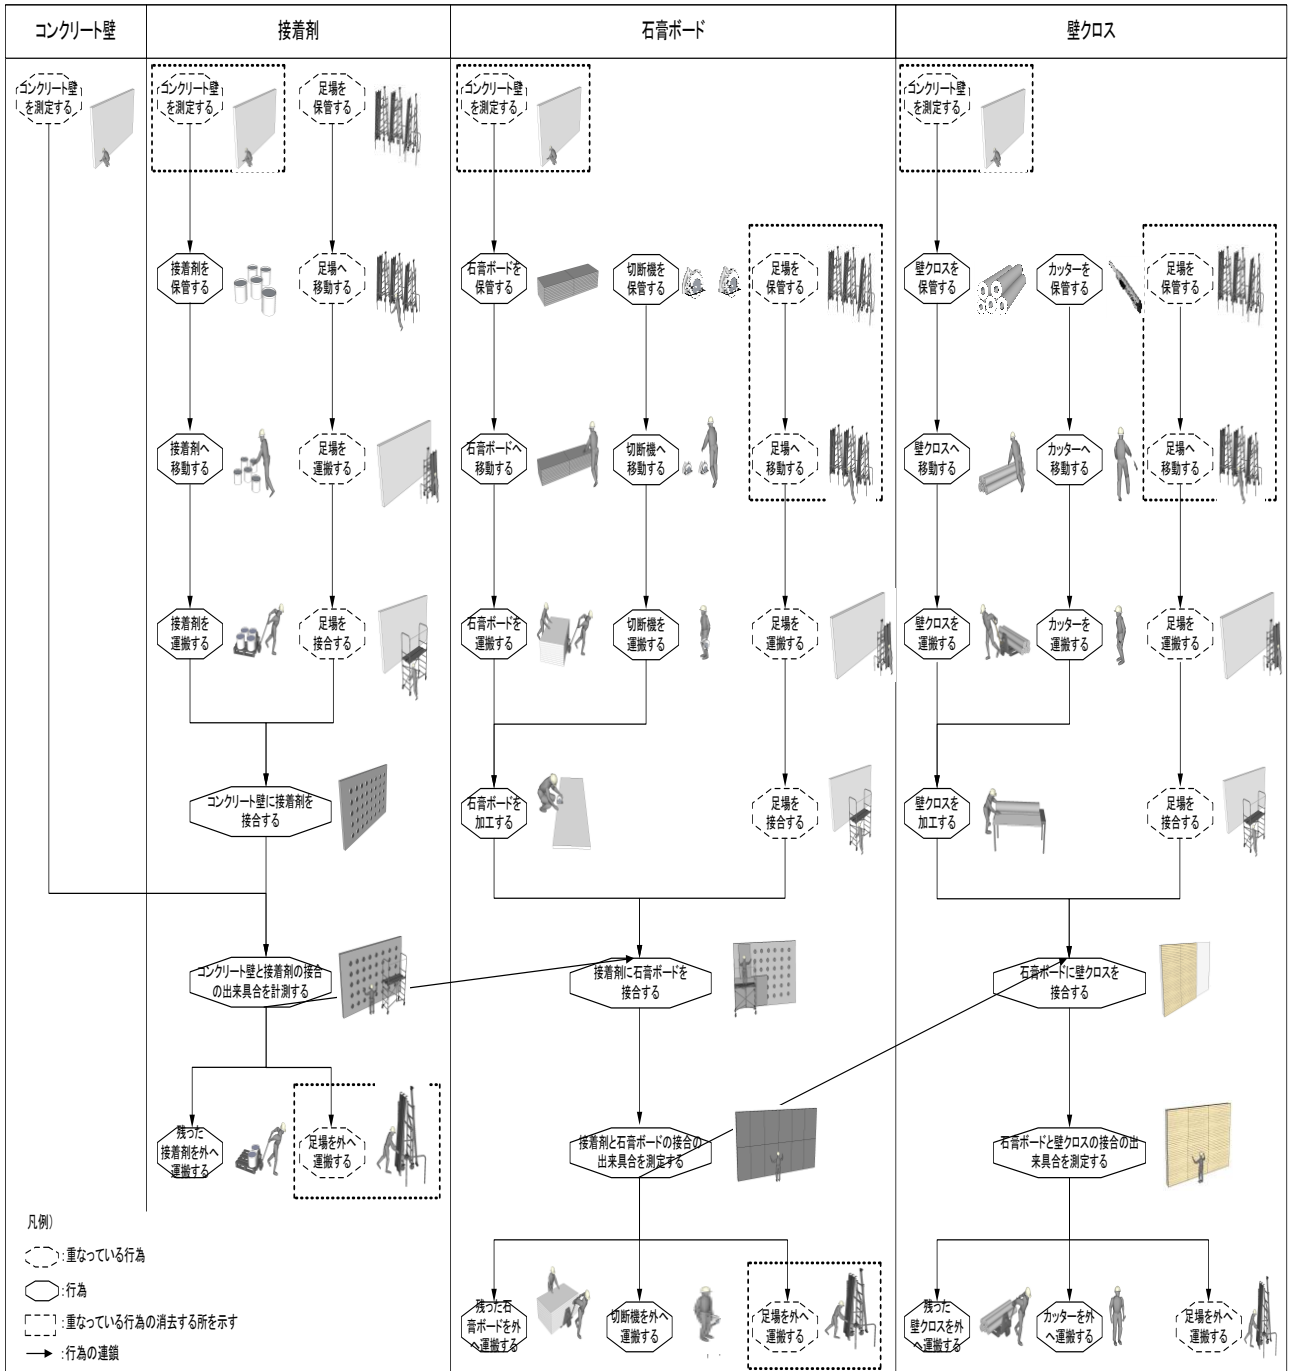 コンクリート壁
接着剤
石膏ボード
壁クロス
コンクリート壁
を測定する
コンクリート壁
を測定する
足場を
保管する
コンクリート壁
を測定する
コンクリート壁
を測定する
接着剤を
保管する
足場へ
移動する
石膏ボードを
保管する
切断機を
保管する
足場を
保管する
壁クロスを
保管する
カッターを
保管する
足場を
保管する
接着剤へ
移動する
足場を
運搬する
石膏ボードへ
移動する
切断機へ
移動する
足場へ
移動する
壁クロスへ
移動する
カッターへ
移動する
足場へ
移動する
接着剤を
運搬する
足場を
接合する
石膏ボードを
運搬する
切断機を
運搬する
足場を
運搬する
壁クロスを
運搬する
カッターを
運搬する
足場を
運搬する
コンクリート壁に接着剤を
接合する
石膏ボードを
加工する
足場を
接合する
壁クロスを
加工する
足場を
接合する
コンクリート壁と接着剤の接合
の出来具合を計測する
接着剤に石膏ボードを
接合する
石膏ボードに壁クロスを
接合する
残った
接着剤を外へ
運搬する
足場を外へ
運搬する
接着剤と石膏ボードの接合の
出来具合を測定する
石膏ボードと壁クロスの接合の出
来具合を測定する
残った石
膏ボードを外
へ運搬する
切断機を外へ
運搬する
足場を外へ
運搬する
残った
壁クロスを外
へ運搬する
カッターを外
へ運搬する
足場を外へ
運搬する
凡例)
:重なっている行為
:行為
:重なっている行為の消去する所を示す
:行為の連鎖